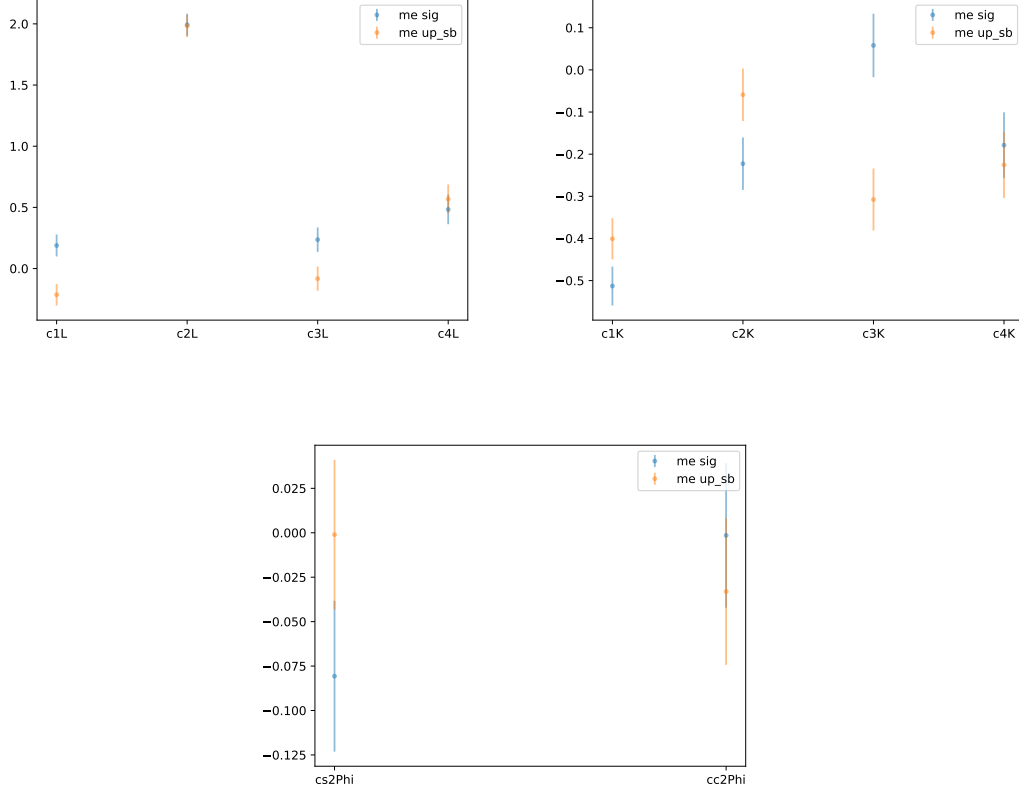 2.0
1.5
1.0
0.5
0.0
c1L
c2L
c3L
c4L
me sig
me up_sb
0.1
0.0
−0.1
−0.2
−0.3
−0.4
−0.5
c1K
c2K
c3K
c4K
me sig
me up_sb
0.025
0.000
−0.025
−0.050
−0.075
−0.100
−0.125
cs2Phi
cc2Phi
me sig
me up_sb